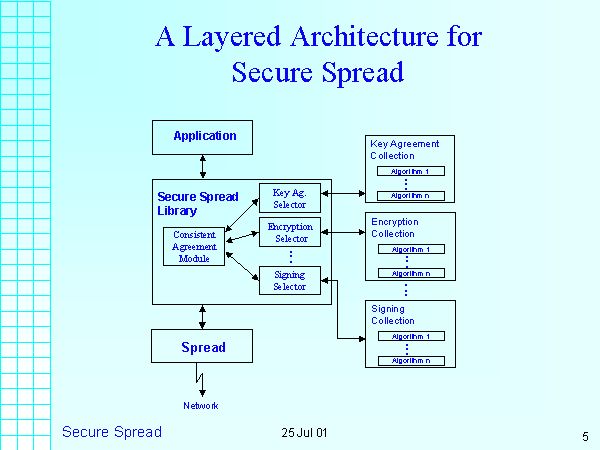 A Layered Architecture for
Secure Spread
Application
Secure Spread
Library
Consistent
Agreement
Module
Key Ag.
Selector
Encryption
Selector
Signing
Selector
Key Agreement
Collection
Algorithm 1
Algorithm n
Encryption
Collection
Algorithm 1
Algorithm n
Signing
Collection
Algorithm 1
Algorithm n
Spread
Network
Secure Spread
25 Jul 01
5